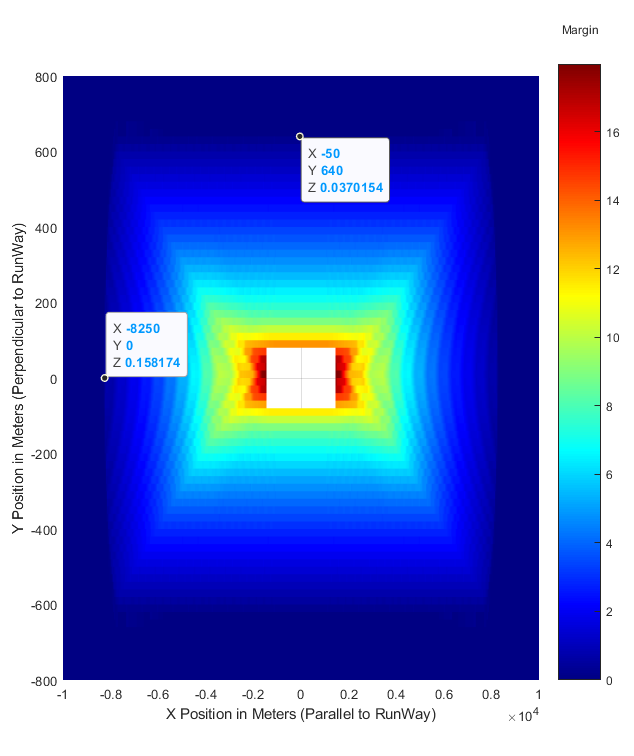 Margin
800
600
400
200
0
-200
-400
-600
-800
Y Position in Meters (Perpendicular to RunWay)
X -50
Y 640
Z 0.0370154
X -8250
Y 0
Z 0.158174
16
14
12
10
8
6
4
2
0
-1 -0.8 -0.6 -0.4 -0.2 0 0.2 0.4 0.6 0.8 1
X Position in Meters (Parallel to RunWay)
×10⁴